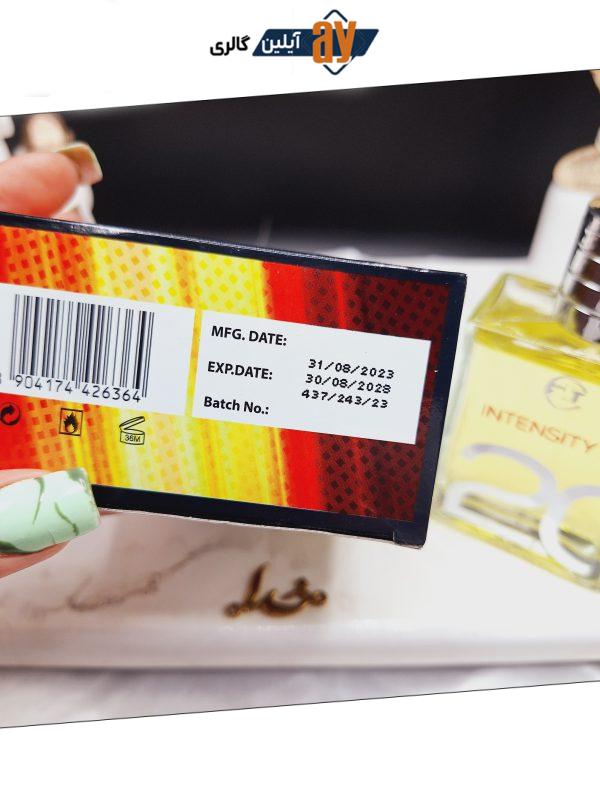 آیلین گالری
ay
MFG. DATE: 31/08/2023
EXP.DATE: 30/08/2028
Batch No.: 437/243/23
904174 426364
36M
INTENSITY